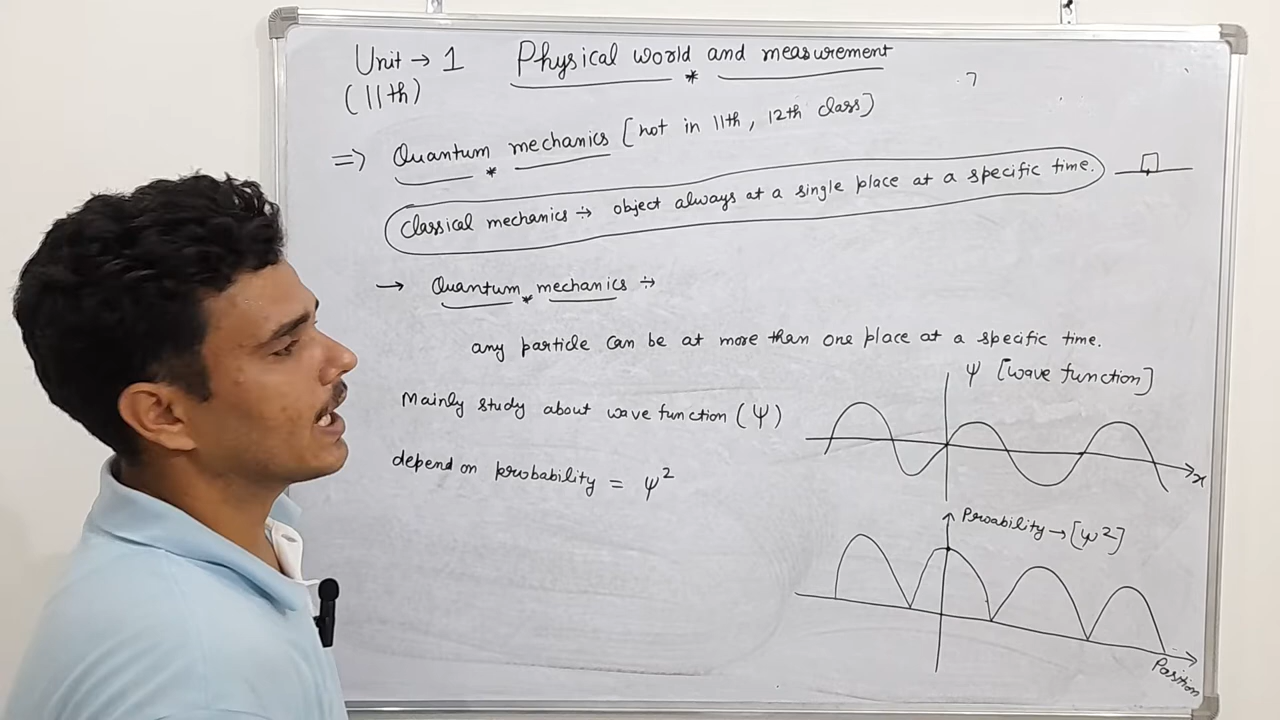 Unit → 1 Physical world and measurement
(11th)
⇒ Quantum * mechanics [not in 11th, 12th class]
Classical mechanics ÷ object always at a single place at a specific time.
→ Quantum * mechanics ÷
any particle can be at more than one place at a specific time.
ψ [wave function]
Mainly study about wave function (ψ)
x
depend on probability = ψ²
Proability → [ψ²]
Position